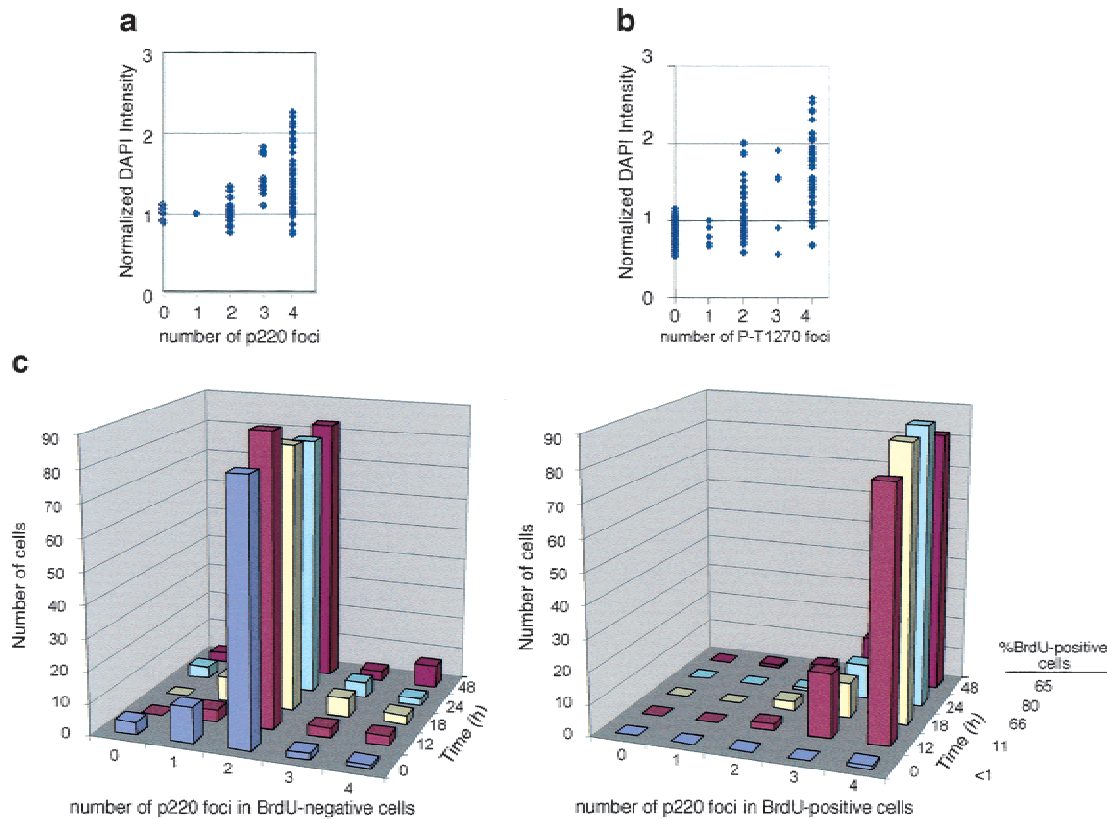 a
Normalized DAPI Intensity
3
2
1
0
0 1 2 3 4
number of p220 foci
b
Normalized DAPI Intensity
3
2
1
0
0 1 2 3 4
number of P-T1270 foci
c
Number of cells
90
80
70
60
50
40
30
20
10
0
0 1 2 3 4
0 12 18 24 48
Time (h)
number of p220 foci in BrdU-negative cells
Number of cells
90
80
70
60
50
40
30
20
10
0
0 1 2 3 4
0 12 18 24 48
Time (h)
number of p220 foci in BrdU-positive cells
%BrdU-positive
cells
65
80
66
11
<1